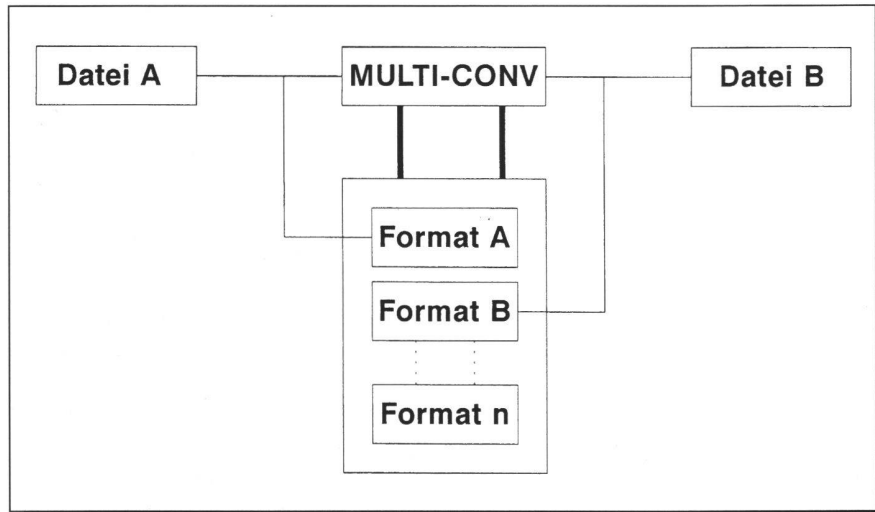 Datei A
MULTI-CONV
Datei B
Format A
Format B
Format n